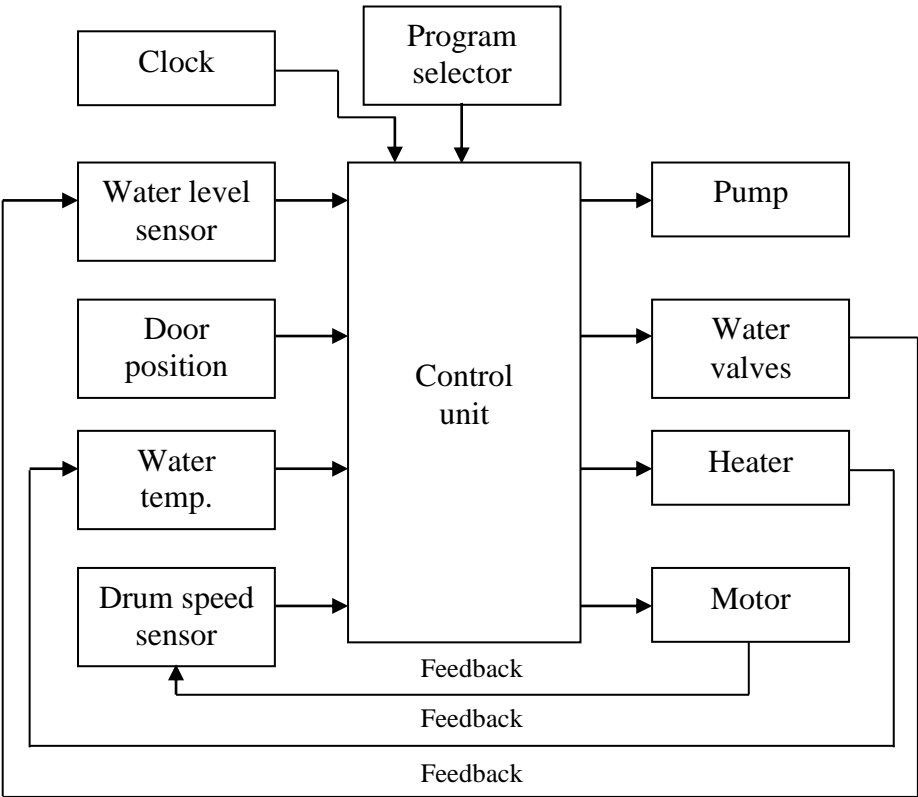 Clock
Program
selector
Water level
sensor
Pump
Door
position
Control
unit
Water
valves
Water
temp.
Heater
Drum speed
sensor
Motor
Feedback
Feedback
Feedback